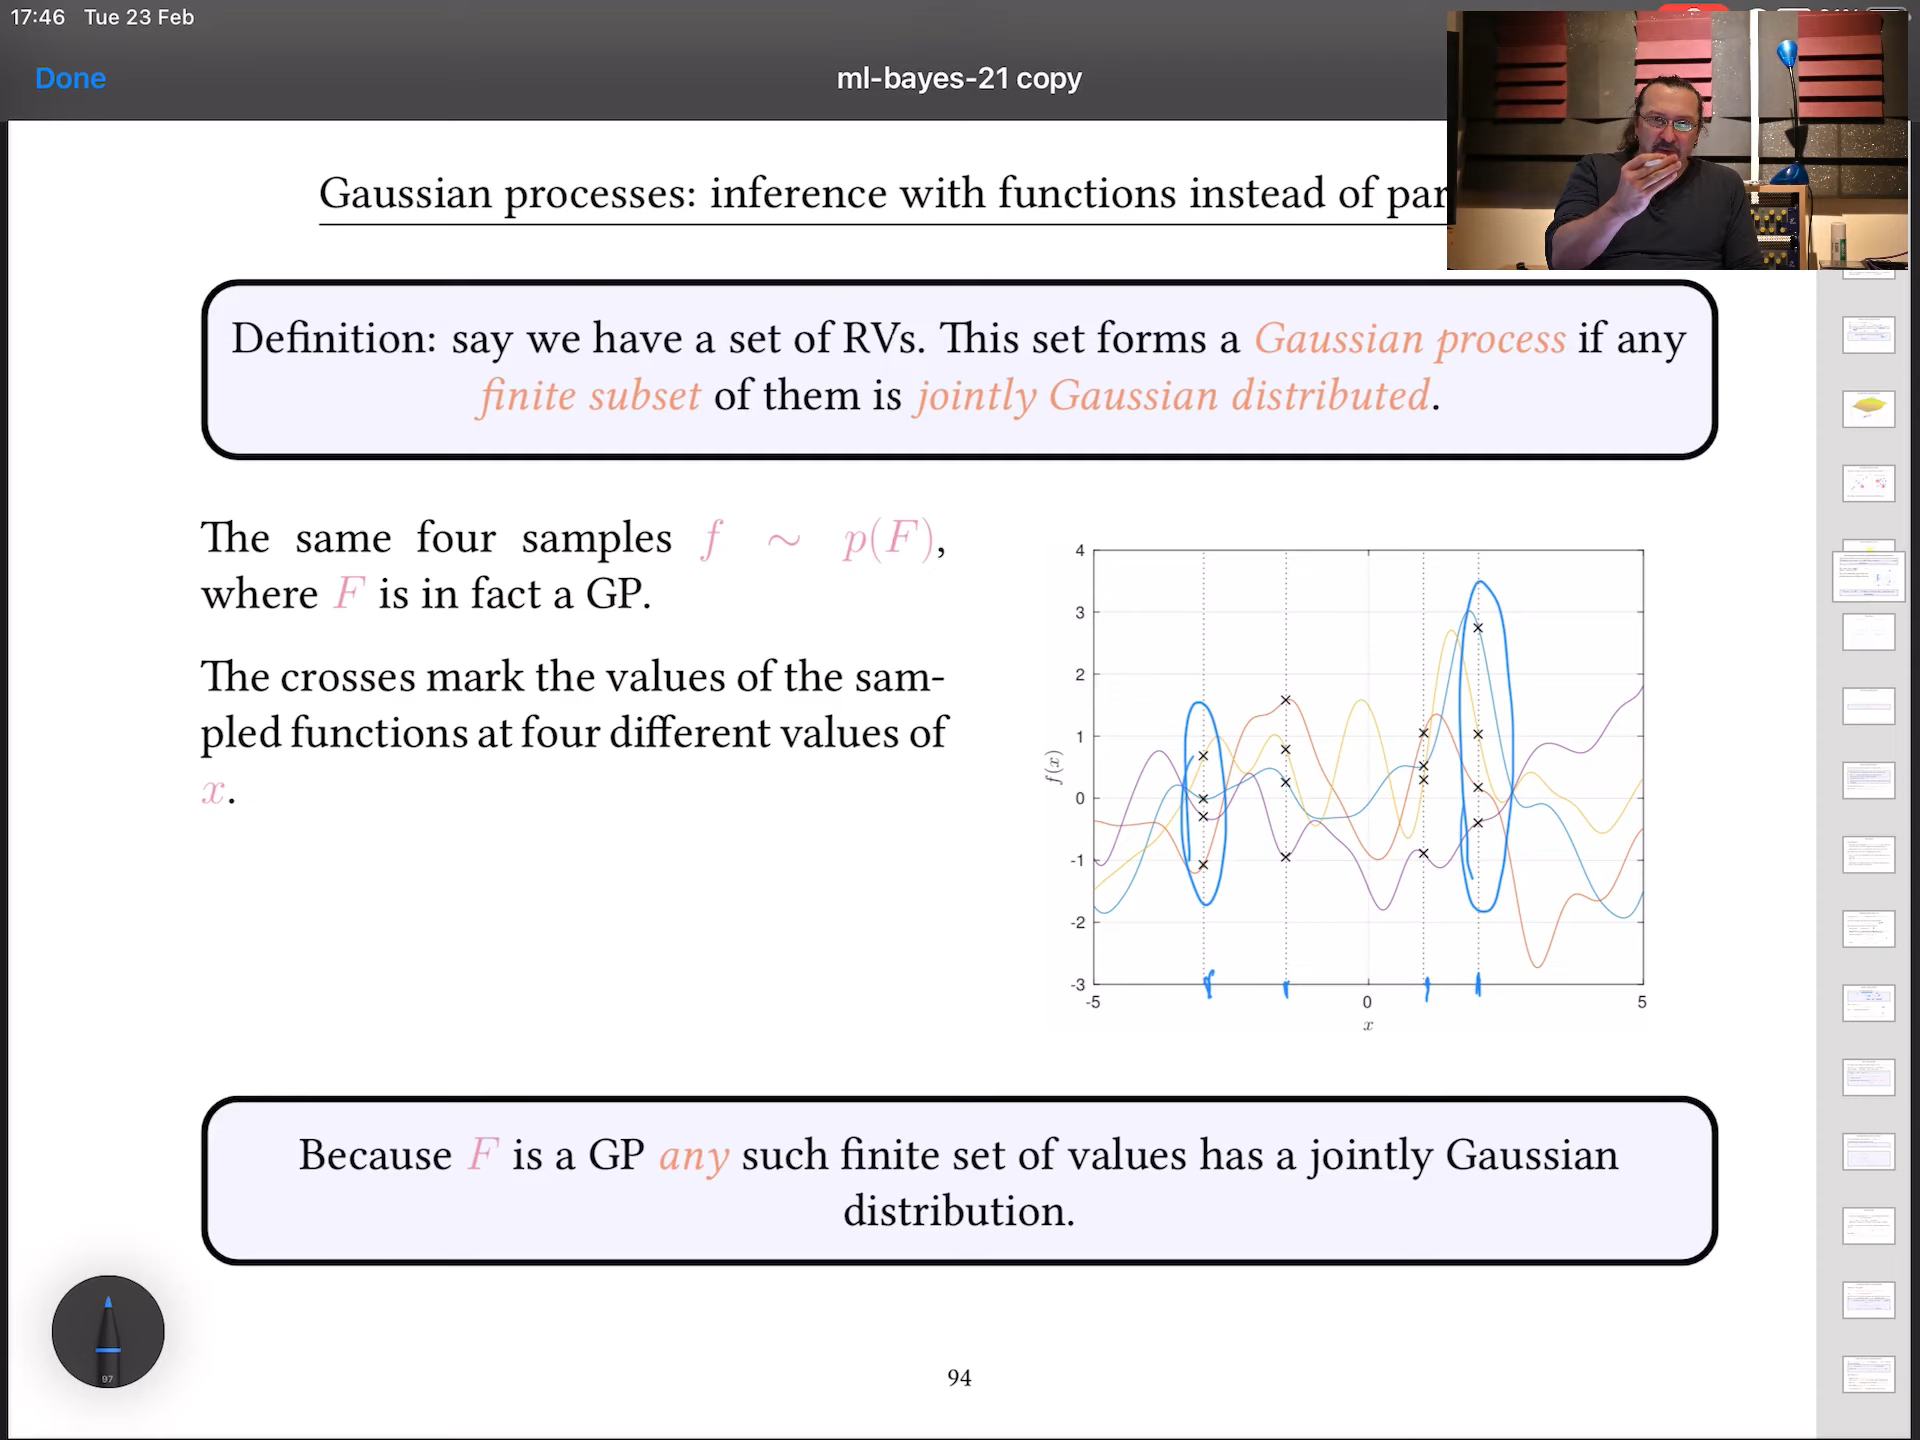 17:46 Tue 23 Feb
Done
ml-bayes-21 copy
Gaussian processes: inference with functions instead of par
Definition: say we have a set of RVs. This set forms a Gaussian process if any
finite subset of them is jointly Gaussian distributed.
The same four samples f ∼ p(F),
where F is in fact a GP.
The crosses mark the values of the sam-
pled functions at four different values of
x.
4
3
2
1
0
-1
-2
-3
f(x)
-5 0 5
x
Because F is a GP any such finite set of values has a jointly Gaussian
distribution.
97
94